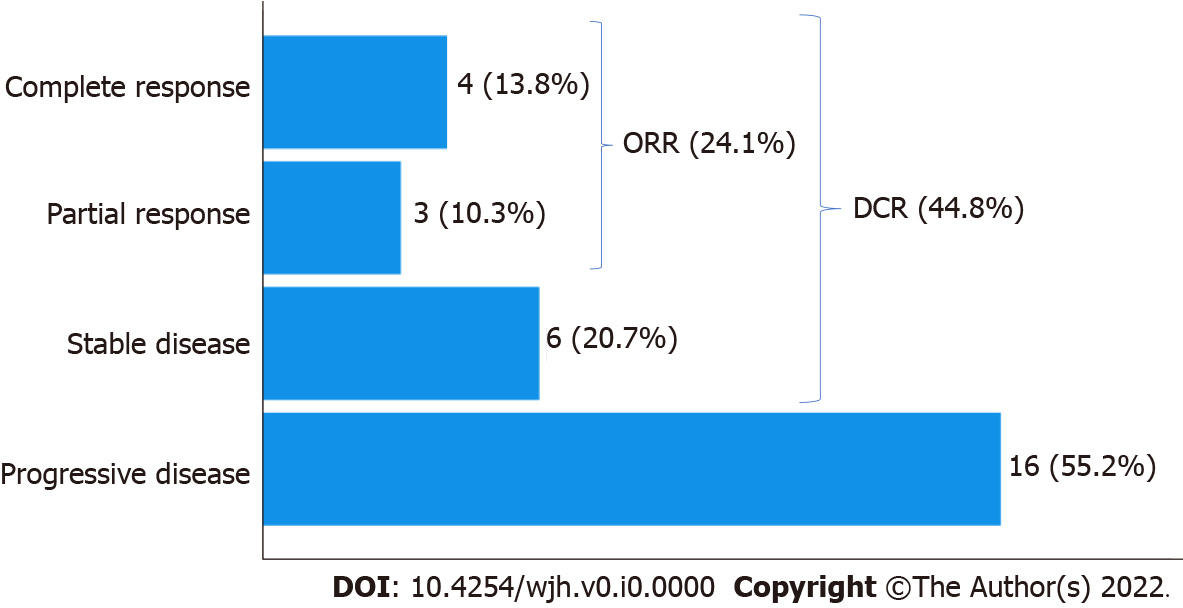 Complete response 4 (13.8%)
ORR (24.1%)
Partial response 3 (10.3%)
DCR (44.8%)
Stable disease 6 (20.7%)
Progressive disease 16 (55.2%)
DOI: 10.4254/wjh.v0.i0.0000 Copyright ©The Author(s) 2022.